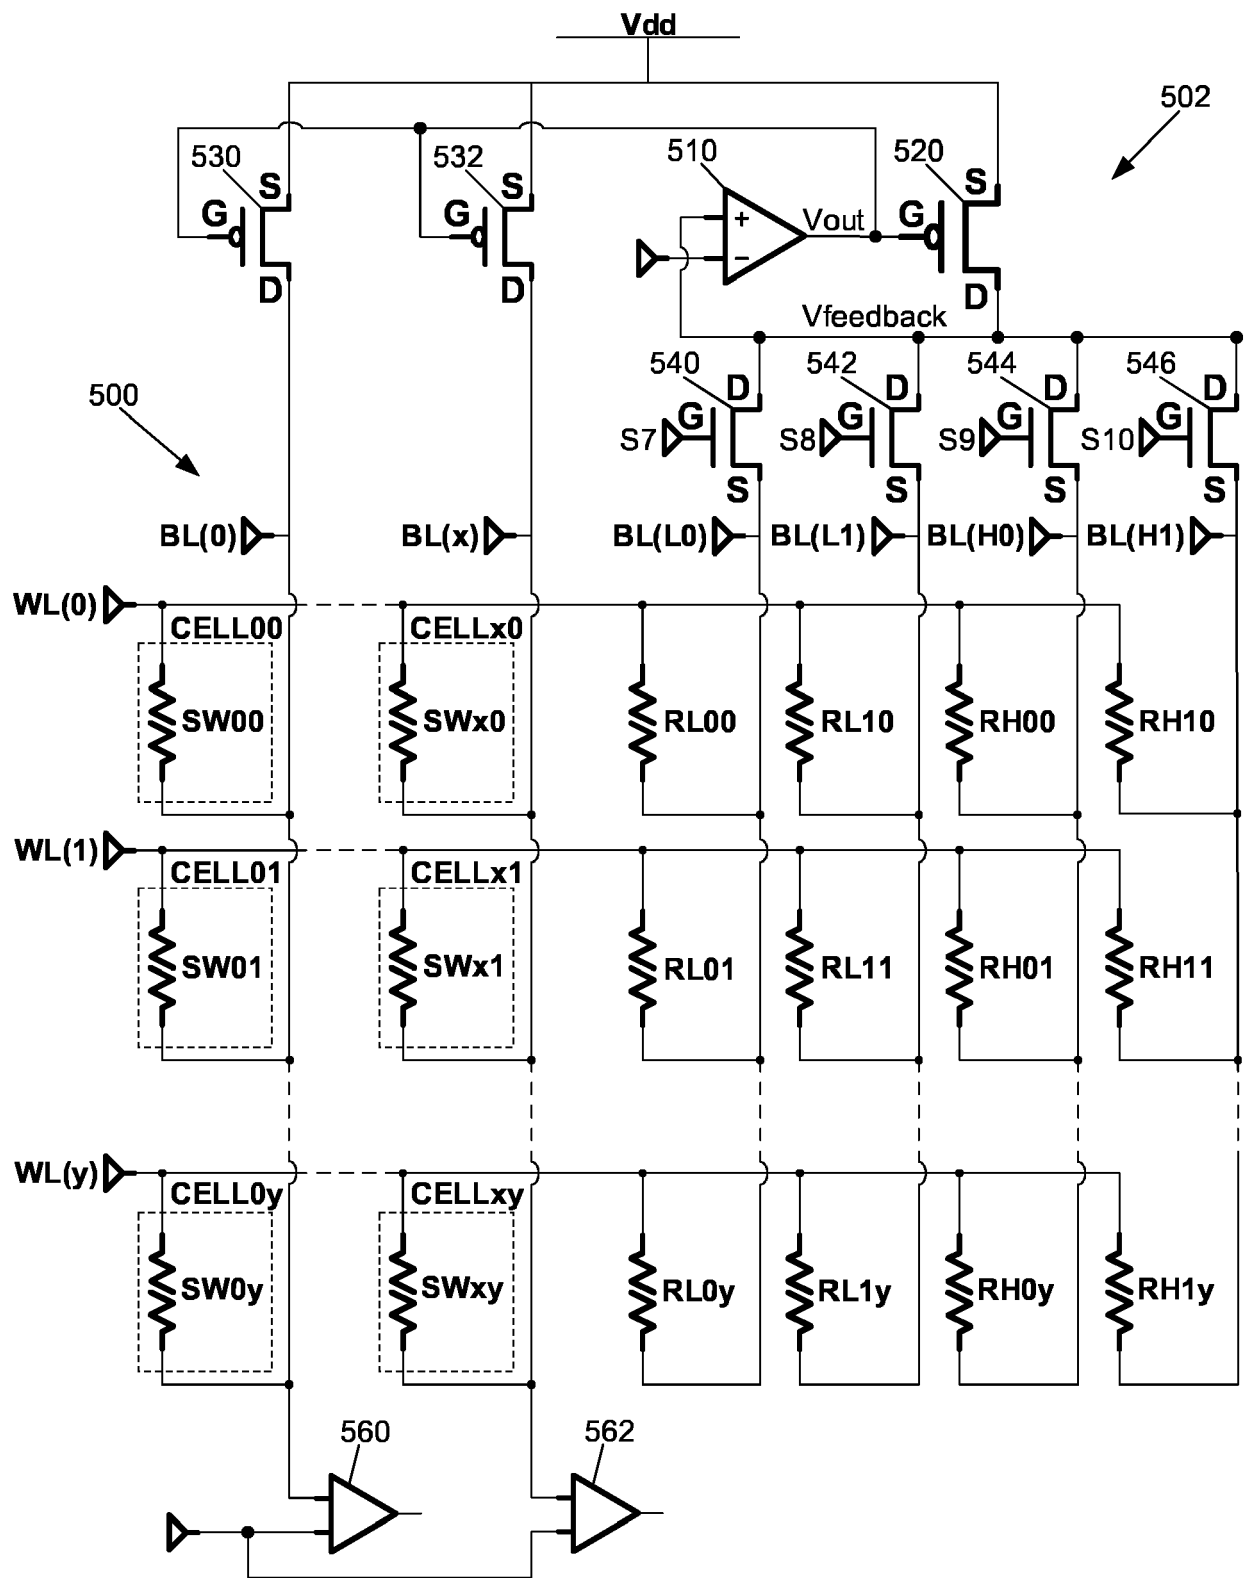 Vdd
502
530
532
510
520
S
S
S
G
G
+
Vout
G
−
D
D
D
Vfeedback
540
542
544
546
500
D
D
D
D
G
G
G
G
S7
S8
S9
S10
S
S
S
S
BL(0)
BL(x)
BL(L0)
BL(L1)
BL(H0)
BL(H1)
WL(0)
CELL00
CELLx0
SW00
SWx0
RL00
RL10
RH00
RH10
WL(1)
CELL01
CELLx1
SW01
SWx1
RL01
RL11
RH01
RH11
WL(y)
CELL0y
CELLxy
SW0y
SWxy
RL0y
RL1y
RH0y
RH1y
560
562